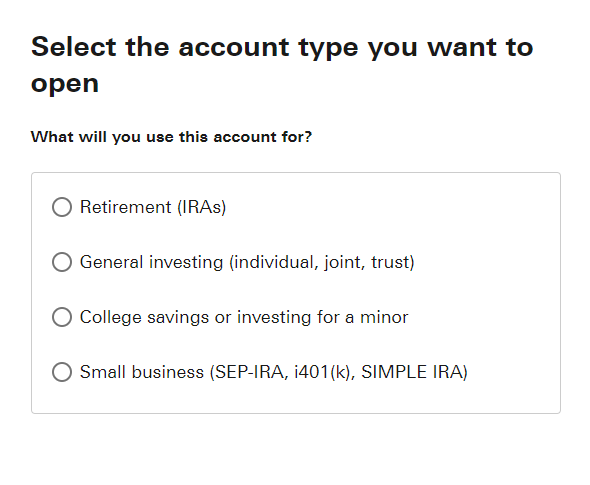 Select the account type you want to
open
What will you use this account for?
Retirement (IRAs)
General investing (individual, joint, trust)
College savings or investing for a minor
Small business (SEP-IRA, i401(k), SIMPLE IRA)